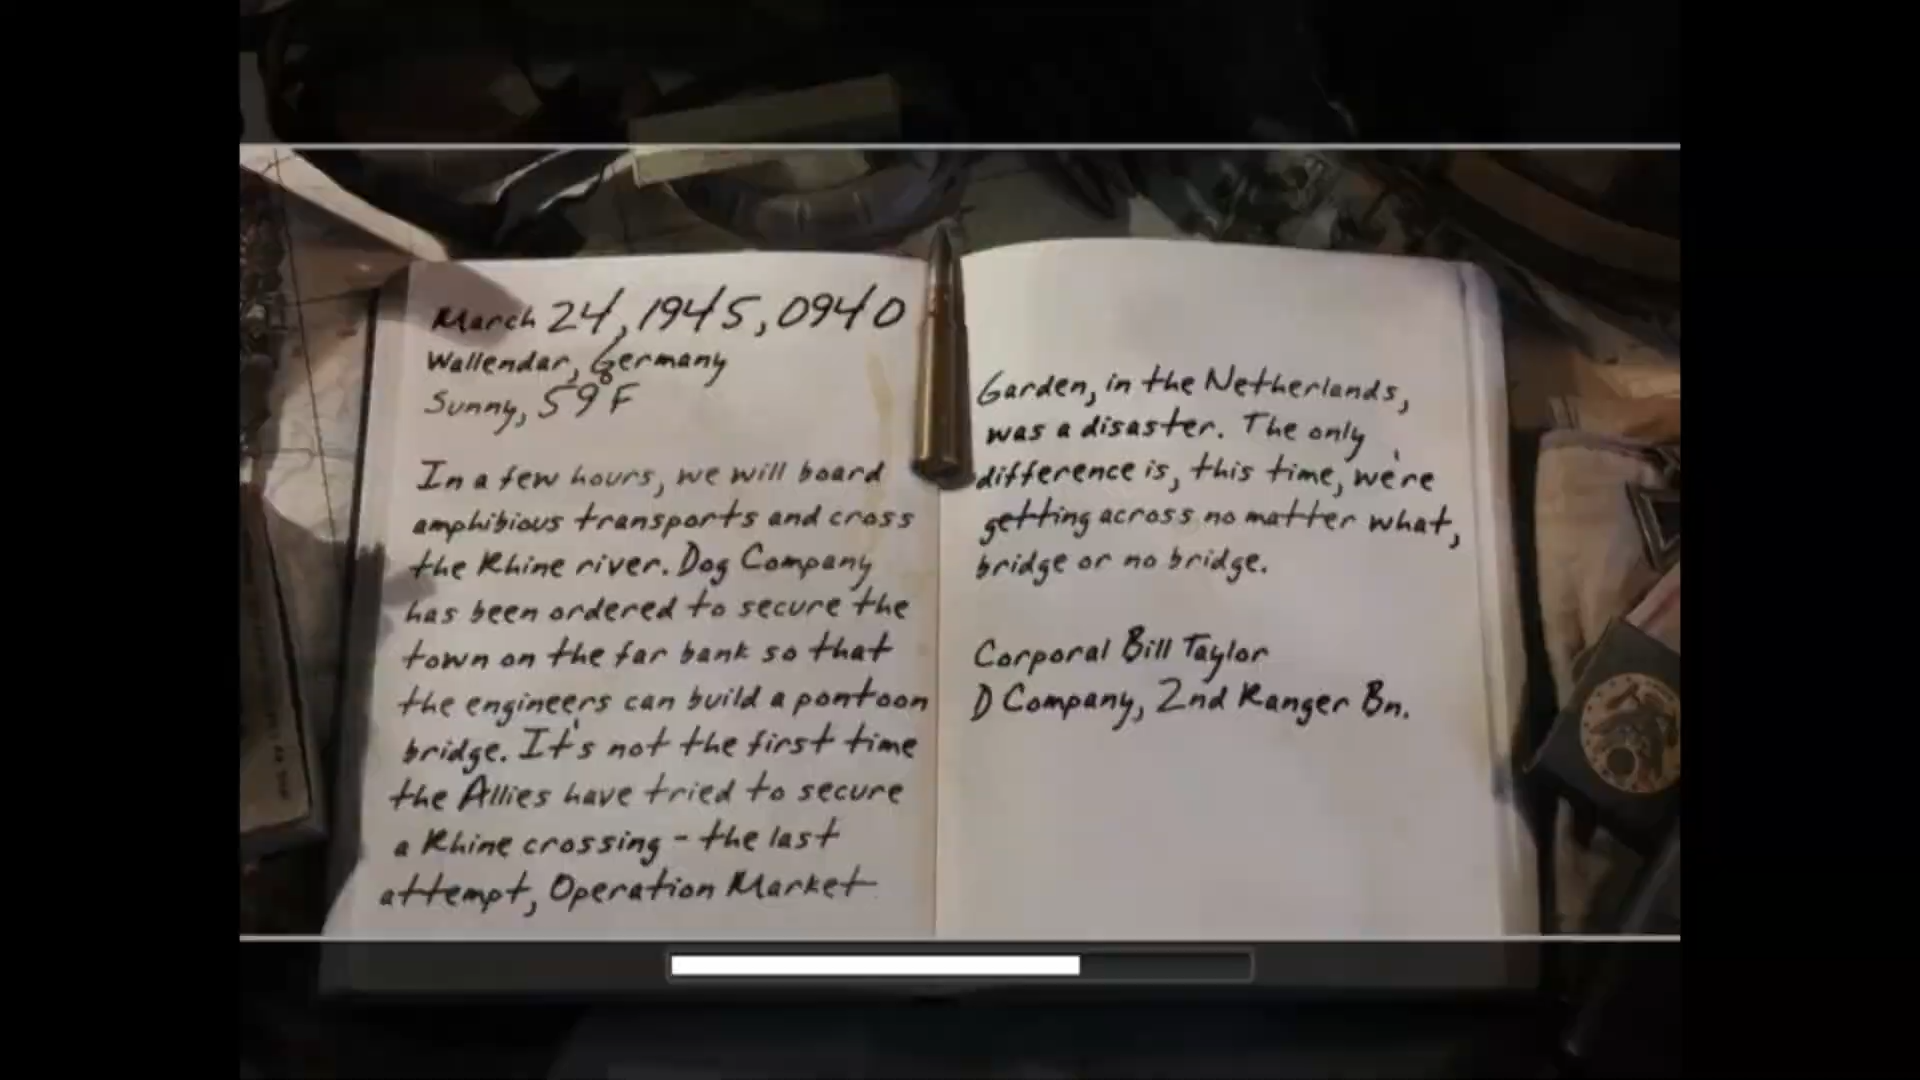 March 24, 1945, 0940
Wallendar, Germany
Sunny, 59 F
In a few hours, we will board
amphibious transports and cross
the Rhine river. Dog Company
has been ordered to secure the
town on the far bank so that
the engineers can build a pontoon
bridge. It's not the first time
the Allies have tried to secure
a Rhine crossing - the last
attempt, Operation Market
Garden, in the Netherlands,
was a disaster. The only
difference is, this time, we're
getting across no matter what,
bridge or no bridge.
Corporal Bill Taylor
D Company, 2nd Ranger Bn.